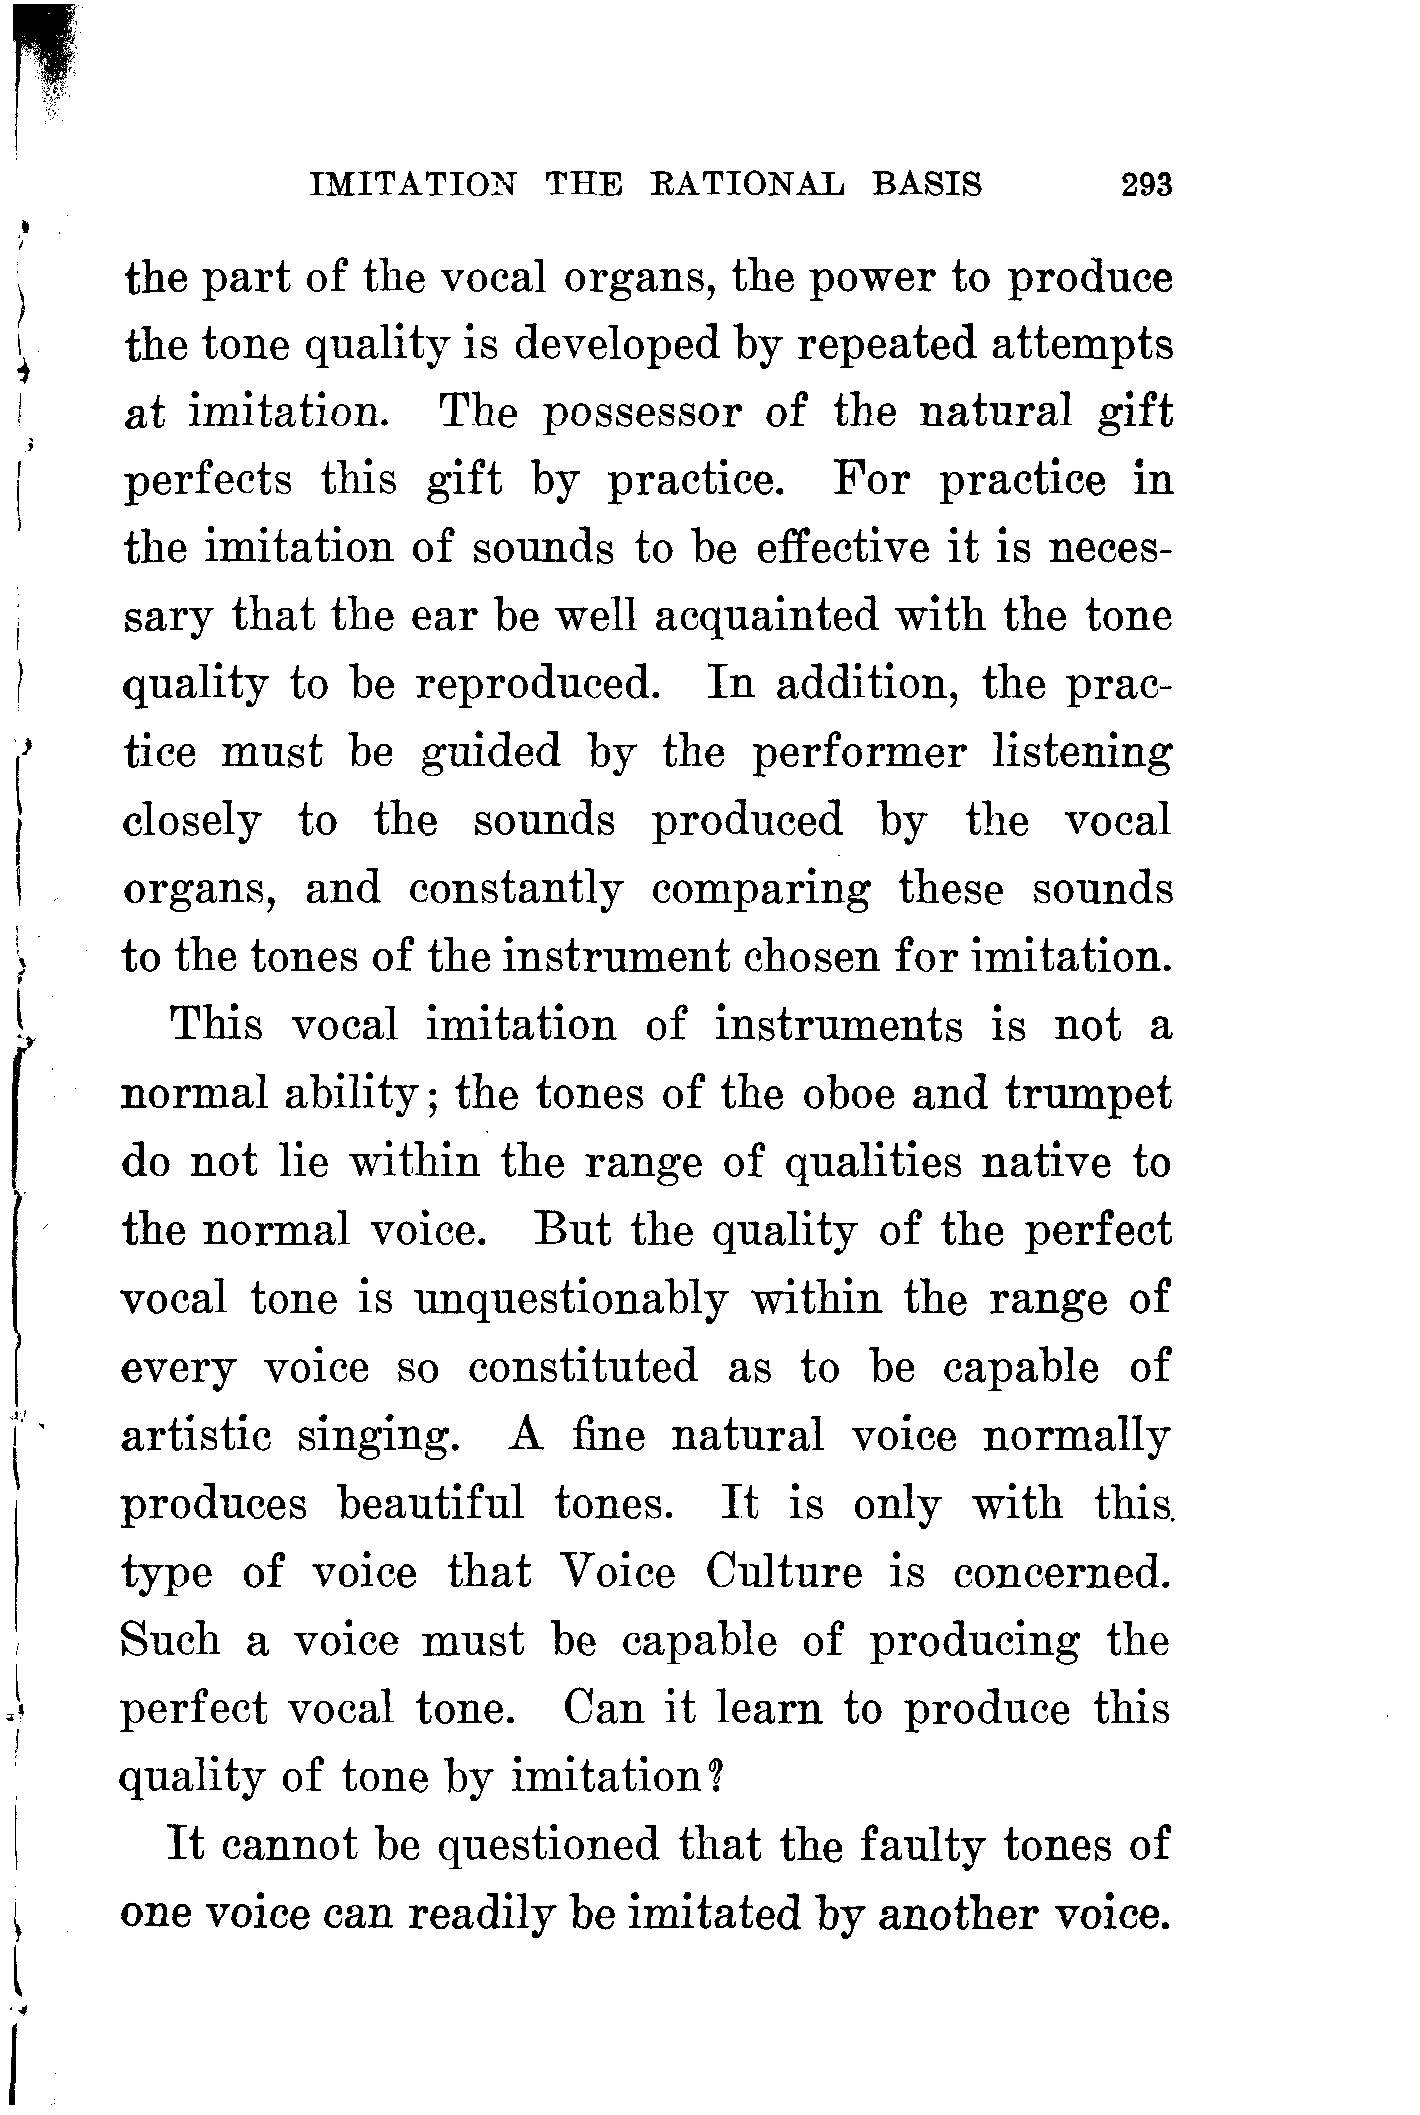 IMITATION THE RATIONAL BASIS 293
the part of the vocal organs, the power to produce
the tone quality is developed by repeated attempts
at imitation. The possessor of the natural gift
perfects this gift by practice. For practice in
the imitation of sounds to be effective it is neces-
sary that the ear be well acquainted with the tone
quality to be reproduced. In addition, the prac-
tice must be guided by the performer listening
closely to the sounds produced by the vocal
organs, and constantly comparing these sounds
to the tones of the instrument chosen for imitation.
This vocal imitation of instruments is not a
normal ability; the tones of the oboe and trumpet
do not lie within the range of qualities native to
the normal voice. But the quality of the perfect
vocal tone is unquestionably within the range of
every voice so constituted as to be capable of
artistic singing. A fine natural voice normally
produces beautiful tones. It is only with this
type of voice that Voice Culture is concerned.
Such a voice must be capable of producing the
perfect vocal tone. Can it learn to produce this
quality of tone by imitation?
It cannot be questioned that the faulty tones of
one voice can readily be imitated by another voice.